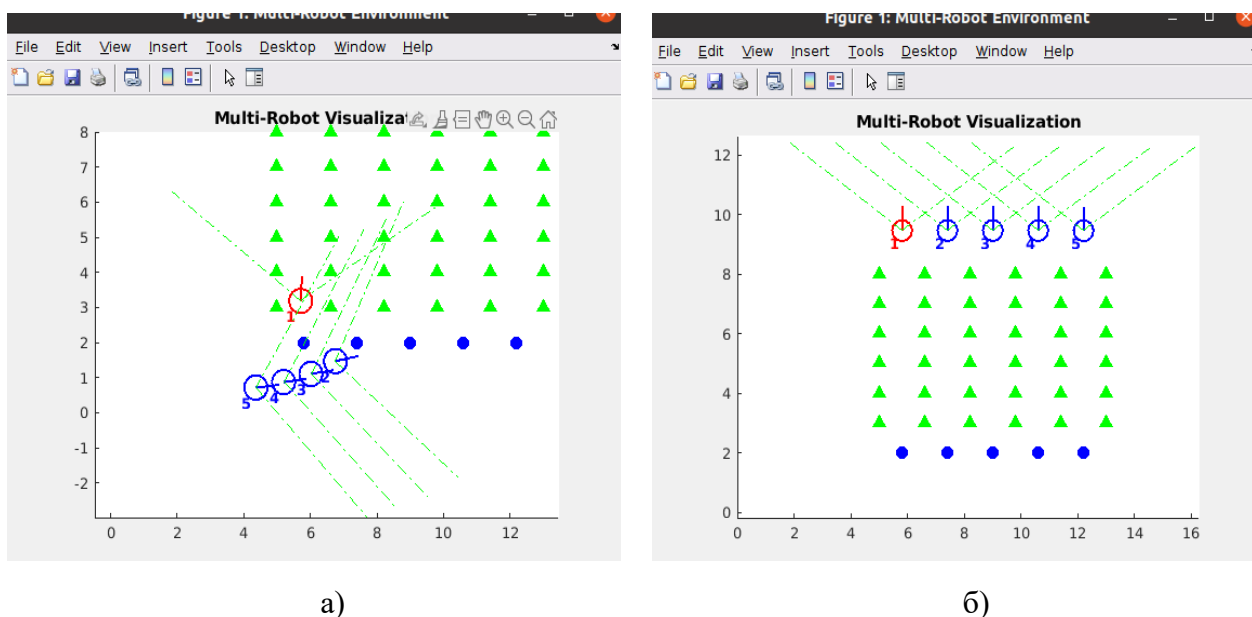 Figure 1: Multi-Robot Environment
File Edit View Insert Tools Desktop Window Help
Multi-Robot Visualiza
8
7
6
5
4
3
2
1
0
-1
-2
0 2 4 6 8 10 12
1
2
3
4
5
а)
Figure 1: Multi-Robot Environment
File Edit View Insert Tools Desktop Window Help
Multi-Robot Visualization
12
10
8
6
4
2
0
0 2 4 6 8 10 12 14 16
1 2 3 4 5
б)